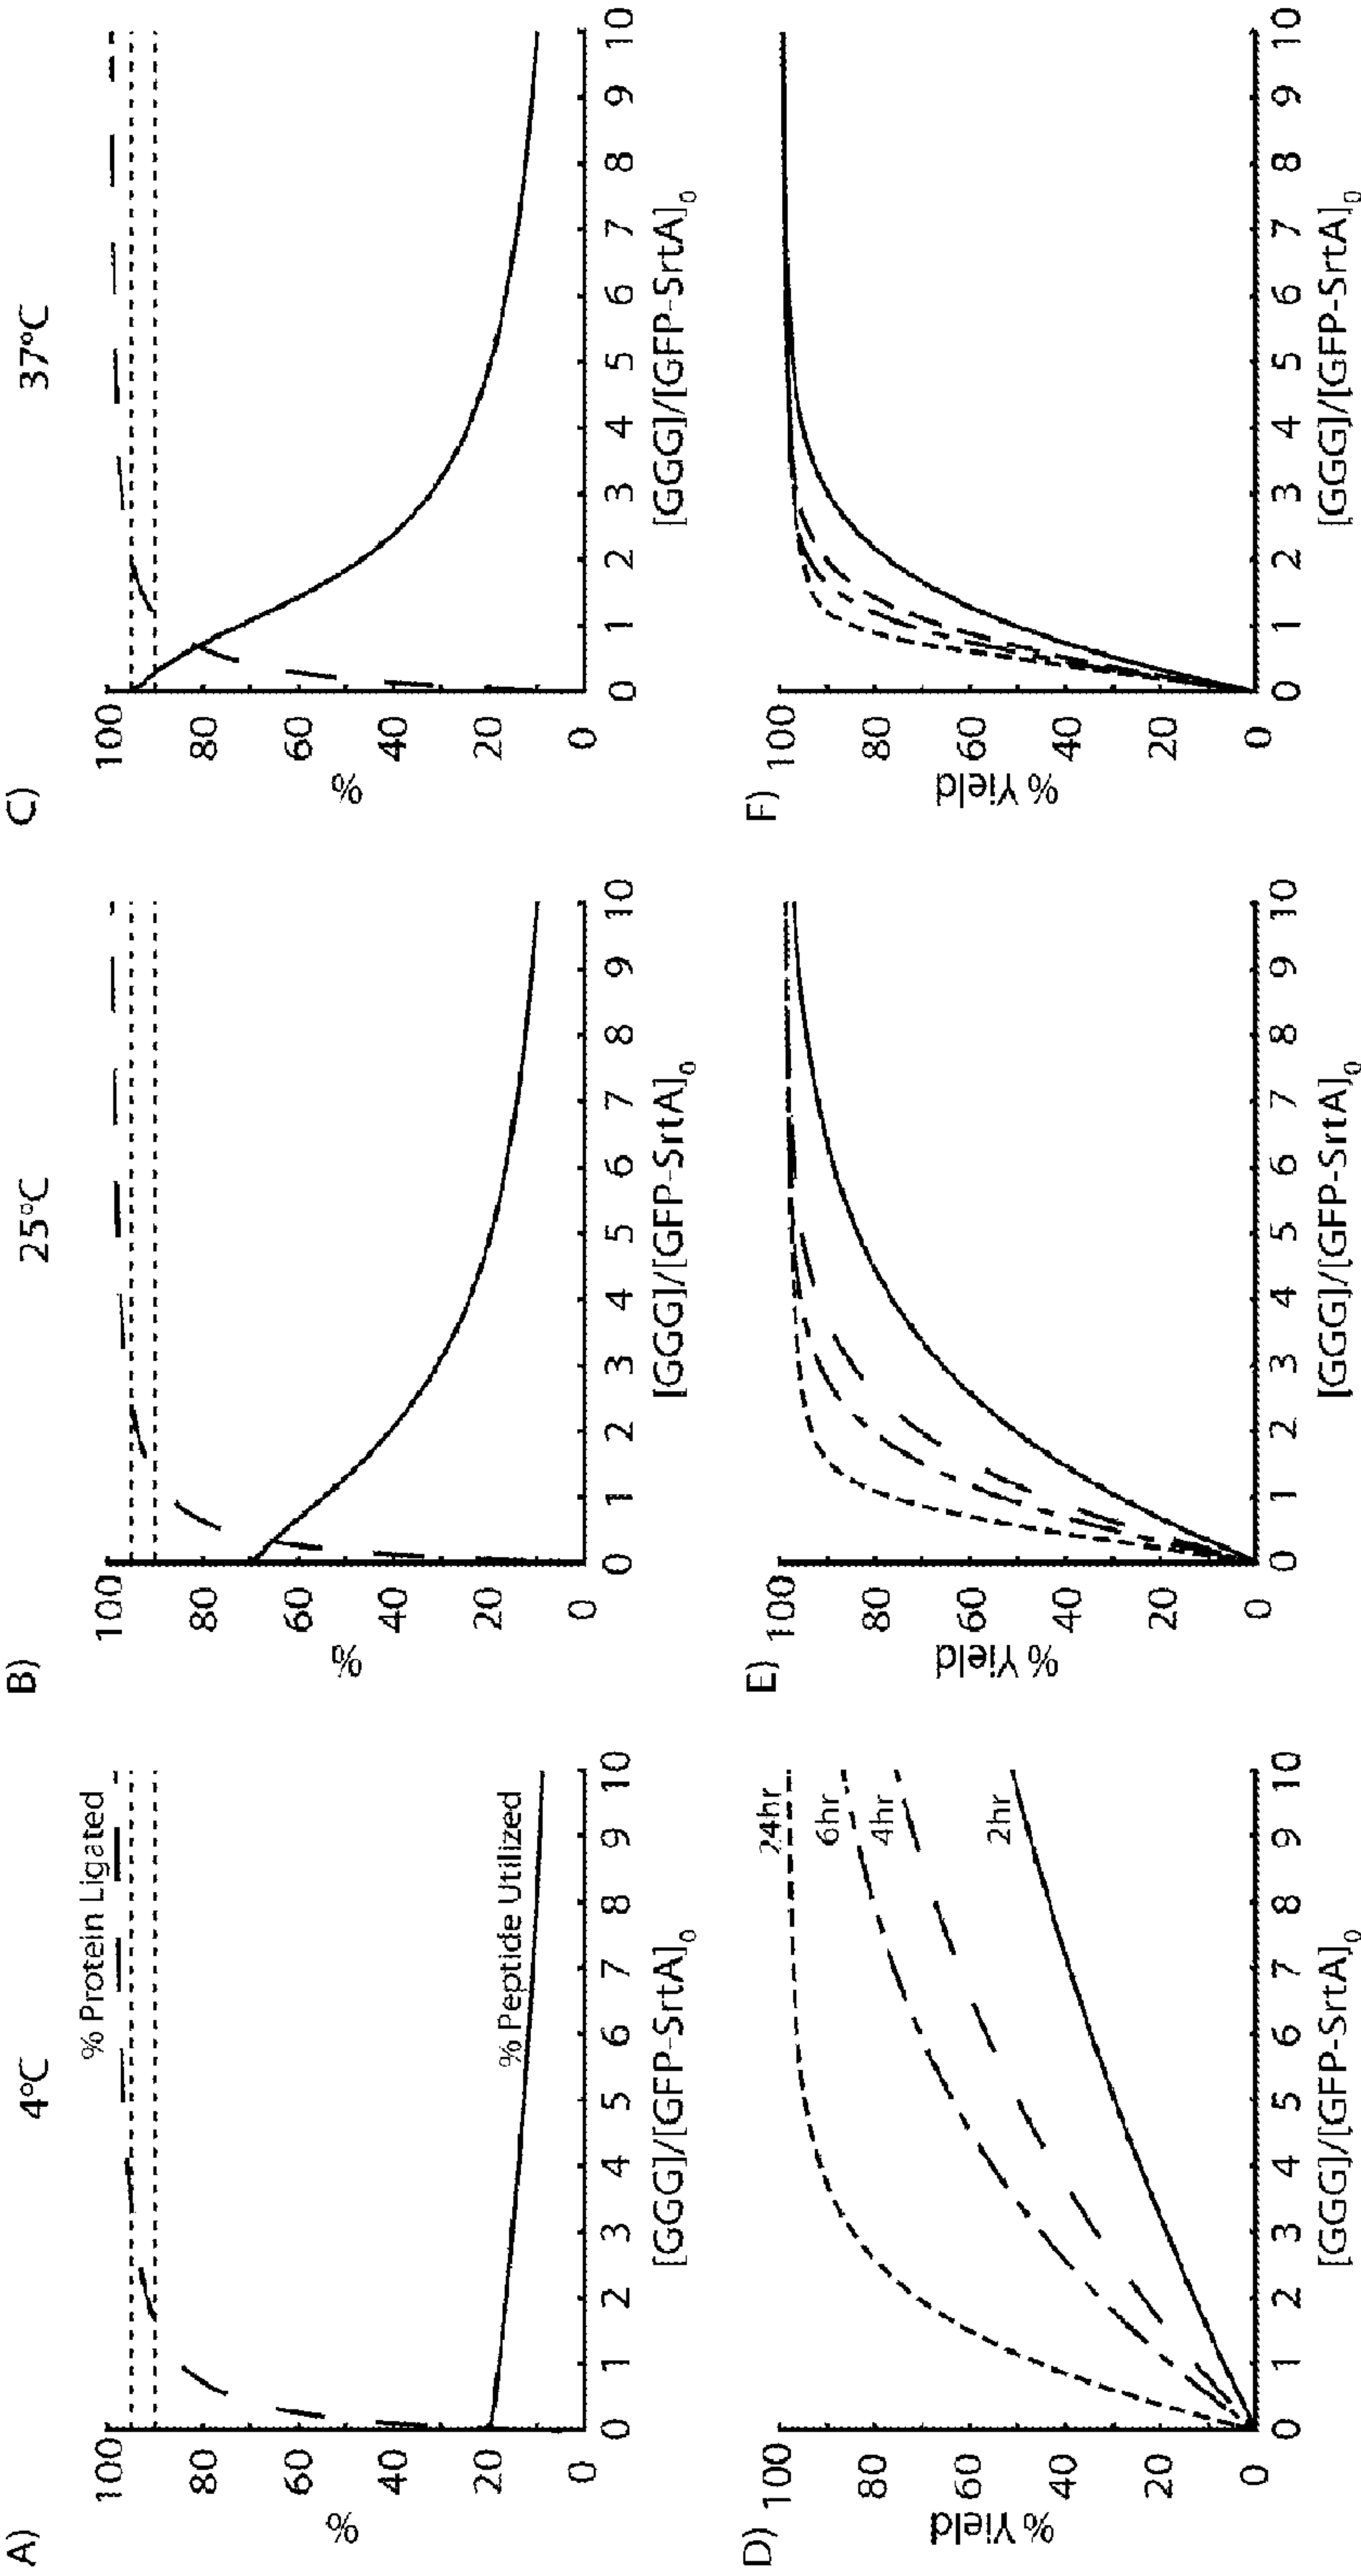 A)
4°C
100
80
60
40
20
0
%
% Protein Ligated
% Peptide Utilized
0 1 2 3 4 5 6 7 8 9 10
[GGG]/[GFP-SrtA]0
B)
25°C
100
80
60
40
20
0
%
0 1 2 3 4 5 6 7 8 9 10
[GGG]/[GFP-SrtA]0
C)
37°C
100
80
60
40
20
0
%
0 1 2 3 4 5 6 7 8 9 10
[GGG]/[GFP-SrtA]0
D)
100
80
60
40
20
0
% Yield
24hr
6hr
4hr
2hr
0 1 2 3 4 5 6 7 8 9 10
[GGG]/[GFP-SrtA]0
E)
100
80
60
40
20
0
% Yield
0 1 2 3 4 5 6 7 8 9 10
[GGG]/[GFP-SrtA]0
F)
100
80
60
40
20
0
% Yield
0 1 2 3 4 5 6 7 8 9 10
[GGG]/[GFP-SrtA]0